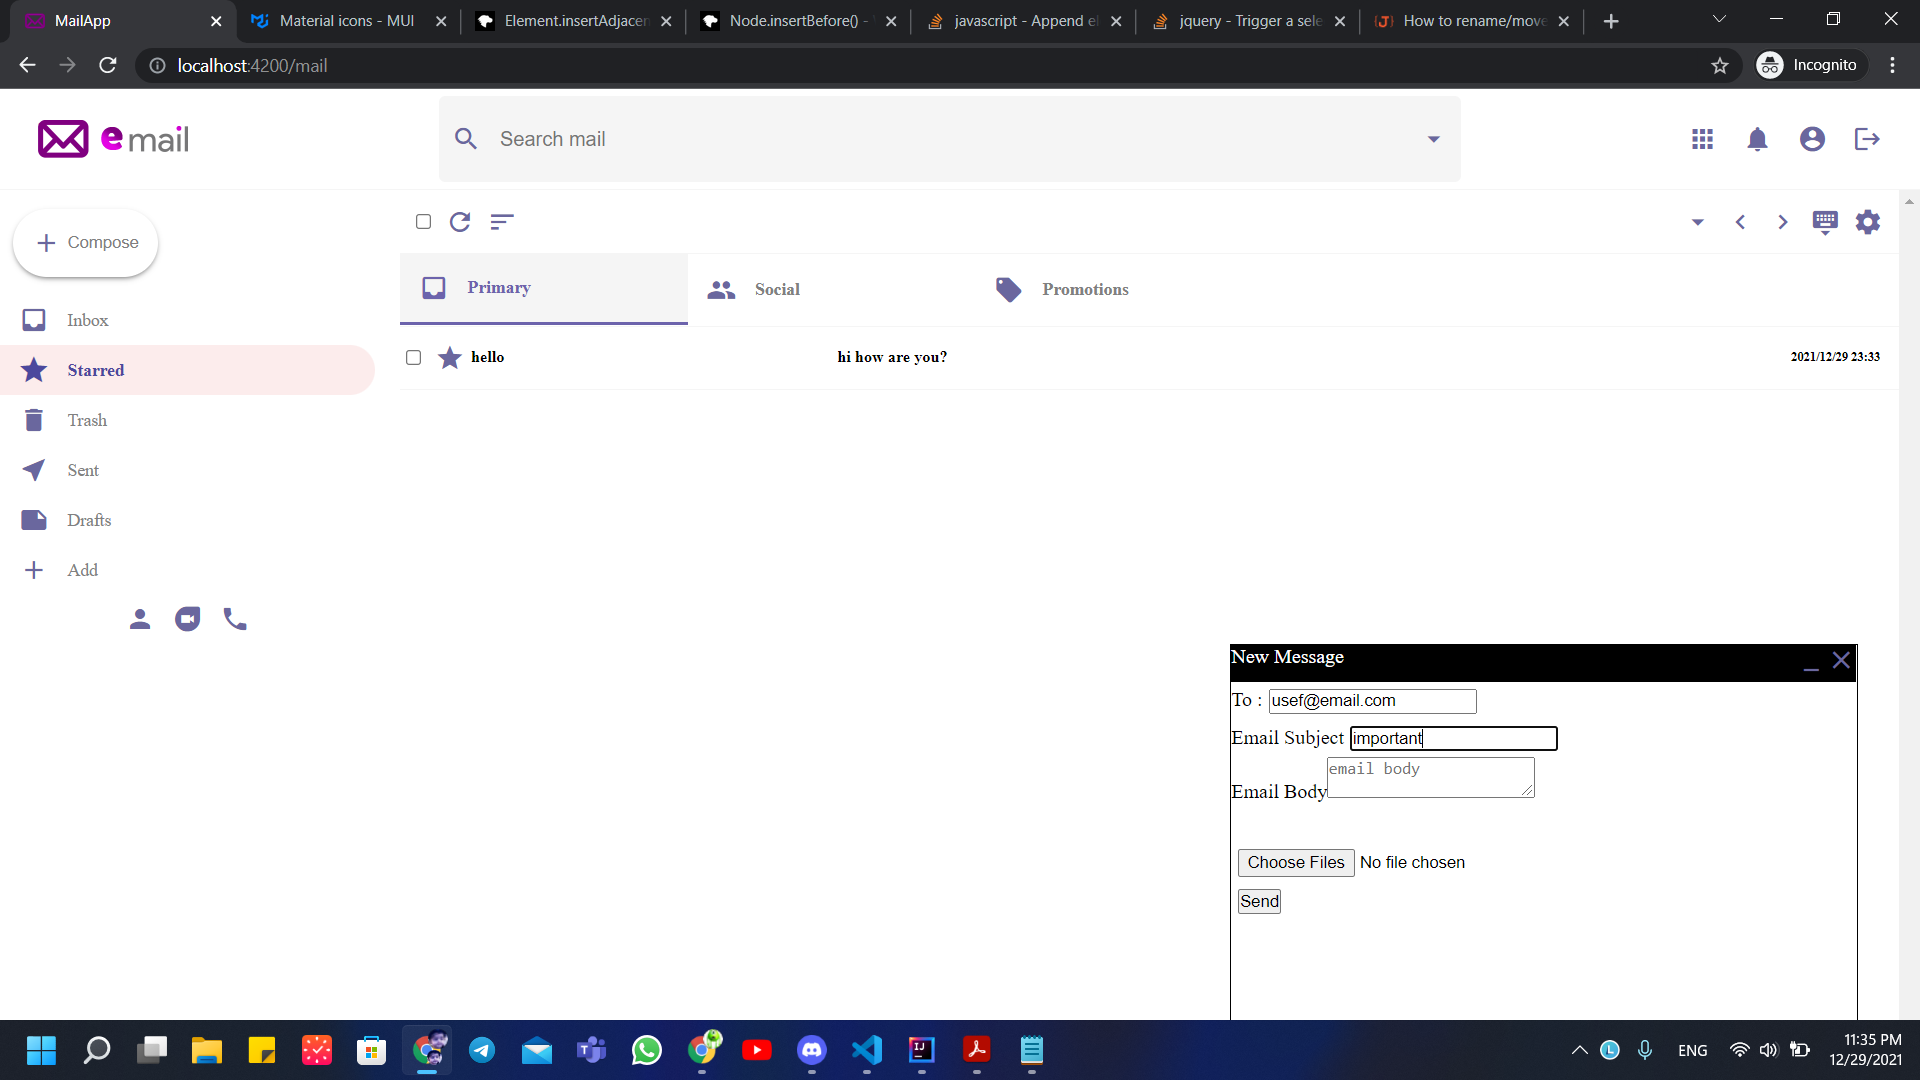 MailApp
Material icons - MUI
Element.insertAdjacen
Node.insertBefore() -
javascript - Append el
jquery - Trigger a sele
How to rename/move
localhost:4200/mail
Incognito
email
Search mail
Compose
Primary
Social
Promotions
Inbox
hello
hi how are you?
2021/12/29 23:33
Starred
Trash
Sent
Drafts
Add
New Message
To : usef@email.com
Email Subject important
Email Body email body
Choose Files No file chosen
Send
ENG
11:35 PM
12/29/2021